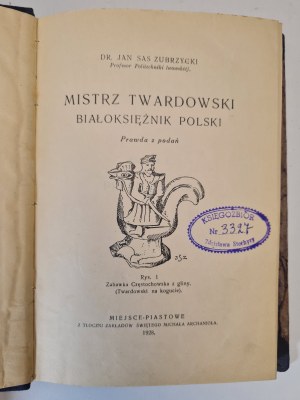 DR. JAN SAS ZUBRZYCKI
Profesor Politechniki lwowskiej.
MISTRZ TWARDOWSKI
BIAŁOKSIĘŻNIK POLSKI
Prawda z podań
KSIĘGOZBIÓR
Nr. 3327
Rys. 1.
Zabawka Częstochowska z gliny.
(Twardowski na kogucie).
MIEJSCE-PIASTOWE
Z TŁOCZNI ZAKŁADÓW ŚWIĘTEGO MICHAŁA ARCHANIOŁA.
1928.